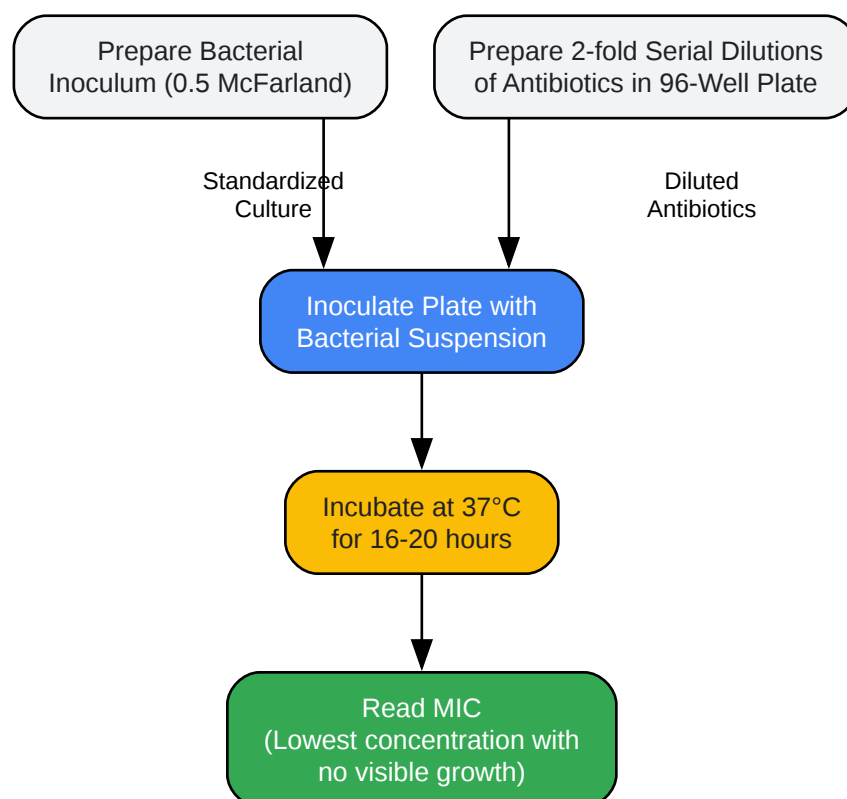 Prepare Bacterial
Inoculum (0.5 McFarland)
Prepare 2-fold Serial Dilutions
of Antibiotics in 96-Well Plate
Standardized
Culture
Diluted
Antibiotics
Inoculate Plate with
Bacterial Suspension
Incubate at 37°C
for 16-20 hours
Read MIC
(Lowest concentration with
no visible growth)